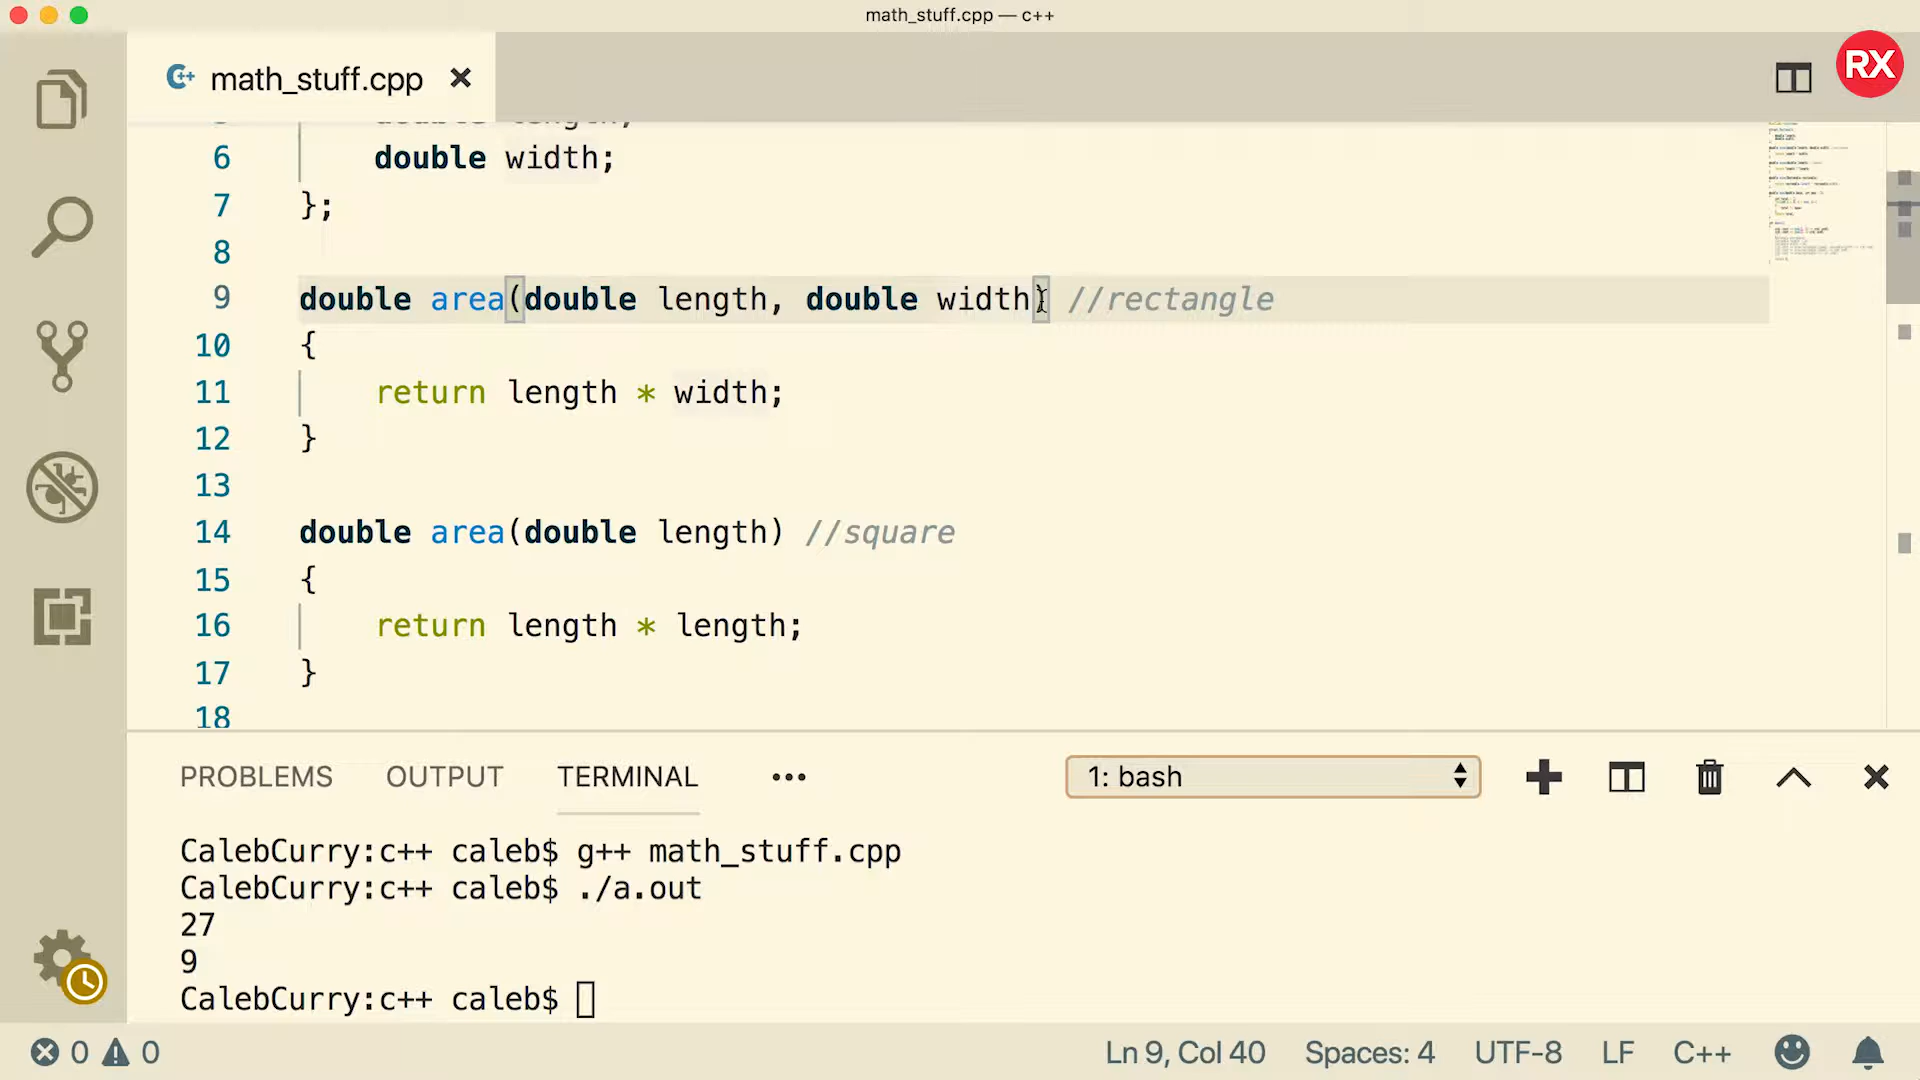 math_stuff.cpp — c++
math_stuff.cpp
RX
6 double width;
7 };
8
9 double area(double length, double width) //rectangle
10 {
11 return length * width;
12 }
13
14 double area(double length) //square
15 {
16 return length * length;
17 }
18
PROBLEMS OUTPUT TERMINAL ••• 1: bash
CalebCurry:c++ caleb$ g++ math_stuff.cpp
CalebCurry:c++ caleb$ ./a.out
27
9
CalebCurry:c++ caleb$
0 0 Ln 9, Col 40 Spaces: 4 UTF-8 LF C++